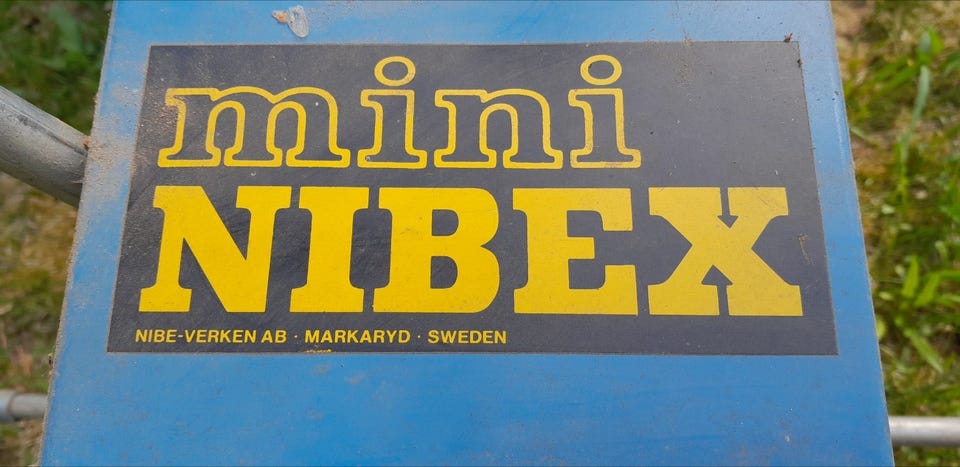 mini
NIBEX
NIBE-VERKEN AB · MARKARYD · SWEDEN